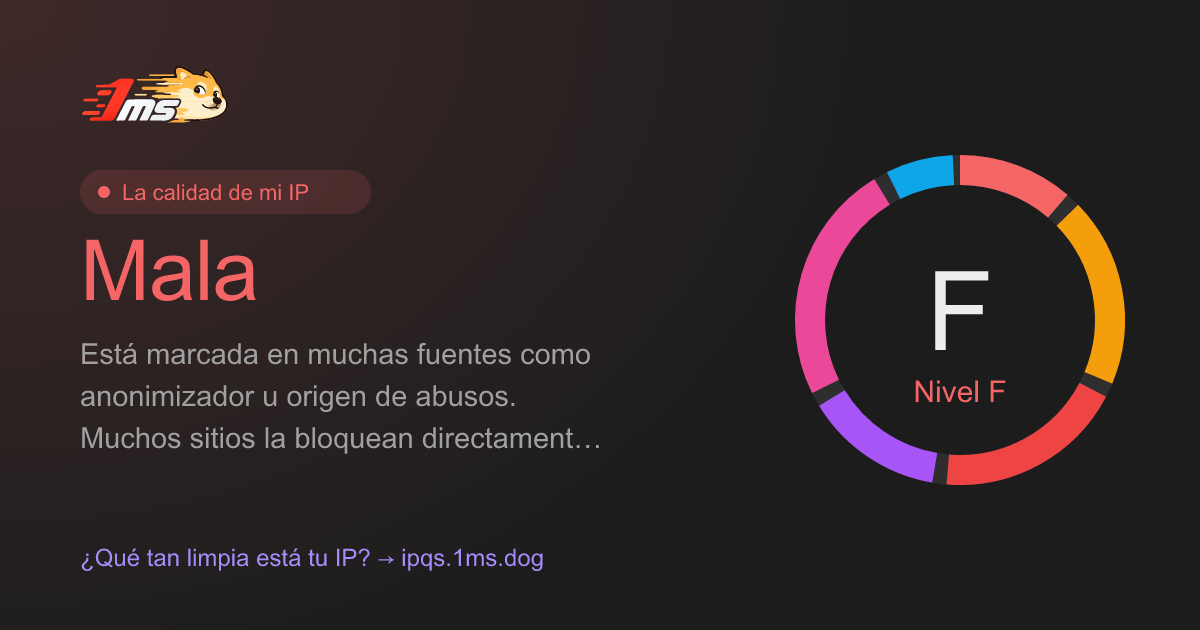 1ms
La calidad de mi IP
Mala
Está marcada en muchas fuentes como
anonimizador u origen de abusos.
Muchos sitios la bloquean directament…
¿Qué tan limpia está tu IP? → ipqs.1ms.dog
F
Nivel F